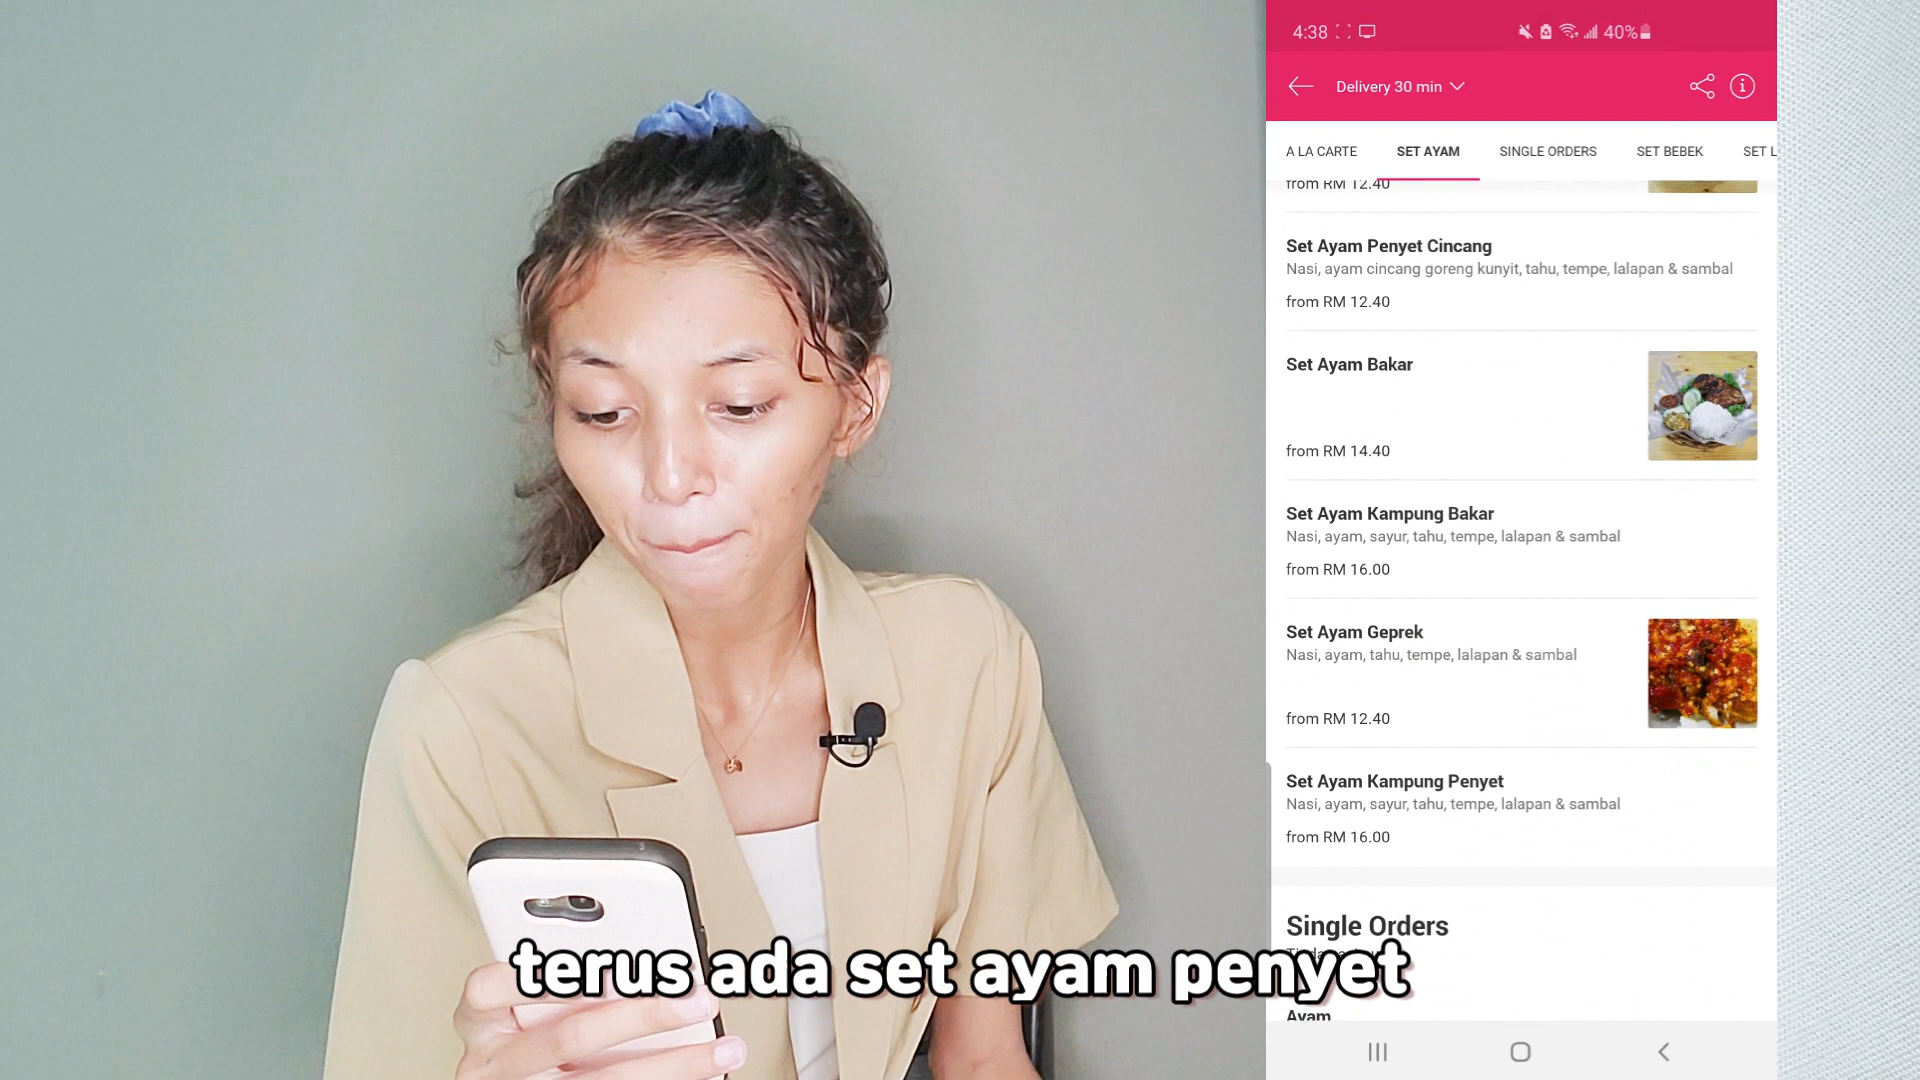 4:38
40%
Delivery 30 min
A LA CARTE SET AYAM SINGLE ORDERS SET BEBEK SET L
from RM 12.40
Set Ayam Penyet Cincang
Nasi, ayam cincang goreng kunyit, tahu, tempe, lalapan & sambal
from RM 12.40
Set Ayam Bakar
from RM 14.40
Set Ayam Kampung Bakar
Nasi, ayam, sayur, tahu, tempe, lalapan & sambal
from RM 16.00
Set Ayam Geprek
Nasi, ayam, tahu, tempe, lalapan & sambal
from RM 12.40
Set Ayam Kampung Penyet
Nasi, ayam, sayur, tahu, tempe, lalapan & sambal
from RM 16.00
Single Orders
terus ada set ayam penyet
Ayam